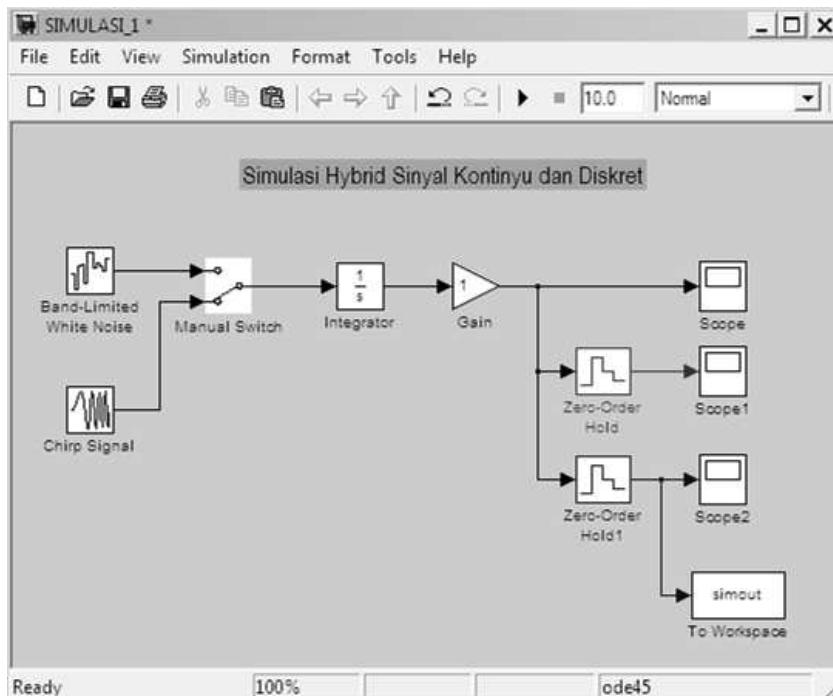 SIMULASI_1 *
File Edit View Simulation Format Tools Help
10.0 Normal
Simulasi Hybrid Sinyal Kontinyu dan Diskret
Band-Limited
White Noise
Manual Switch
1
s
Integrator
1
Gain
Scope
Chirp Signal
Zero-Order
Hold
Scope1
Zero-Order
Hold1
Scope2
simout
To Workspace
Ready 100% ode45